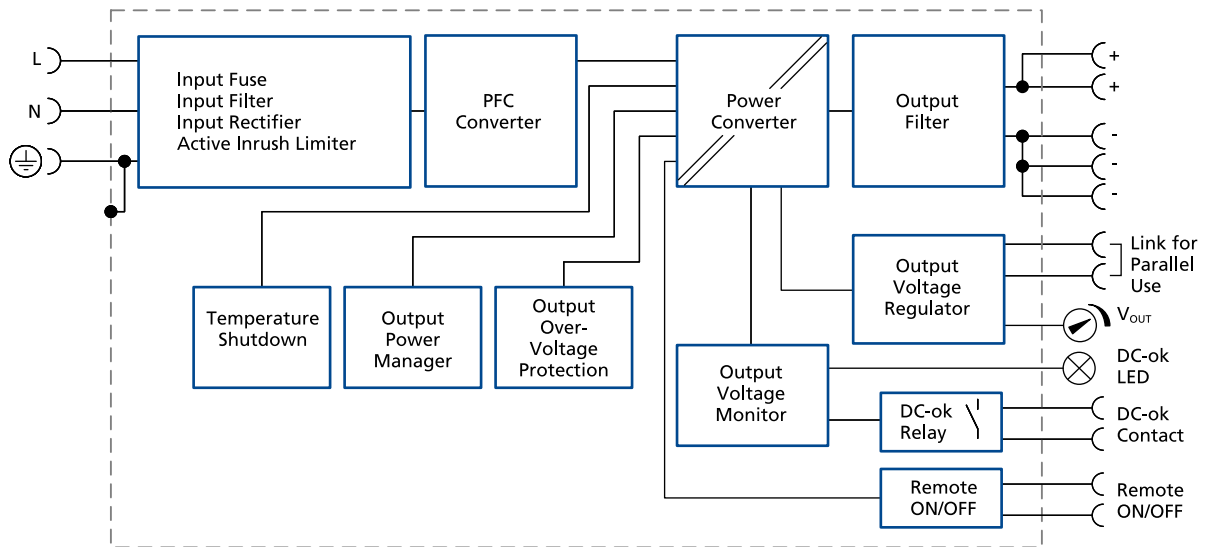 L
N
Input Fuse
Input Filter
Input Rectifier
Active Inrush Limiter
PFC
Converter
Power
Converter
Output
Filter
+
+
-
-
-
Temperature
Shutdown
Output
Power
Manager
Output
Over-
Voltage
Protection
Output
Voltage
Regulator
Link for
Parallel
Use
VOUT
Output
Voltage
Monitor
DC-ok
LED
DC-ok
Relay
DC-ok
Contact
Remote
ON/OFF
Remote
ON/OFF